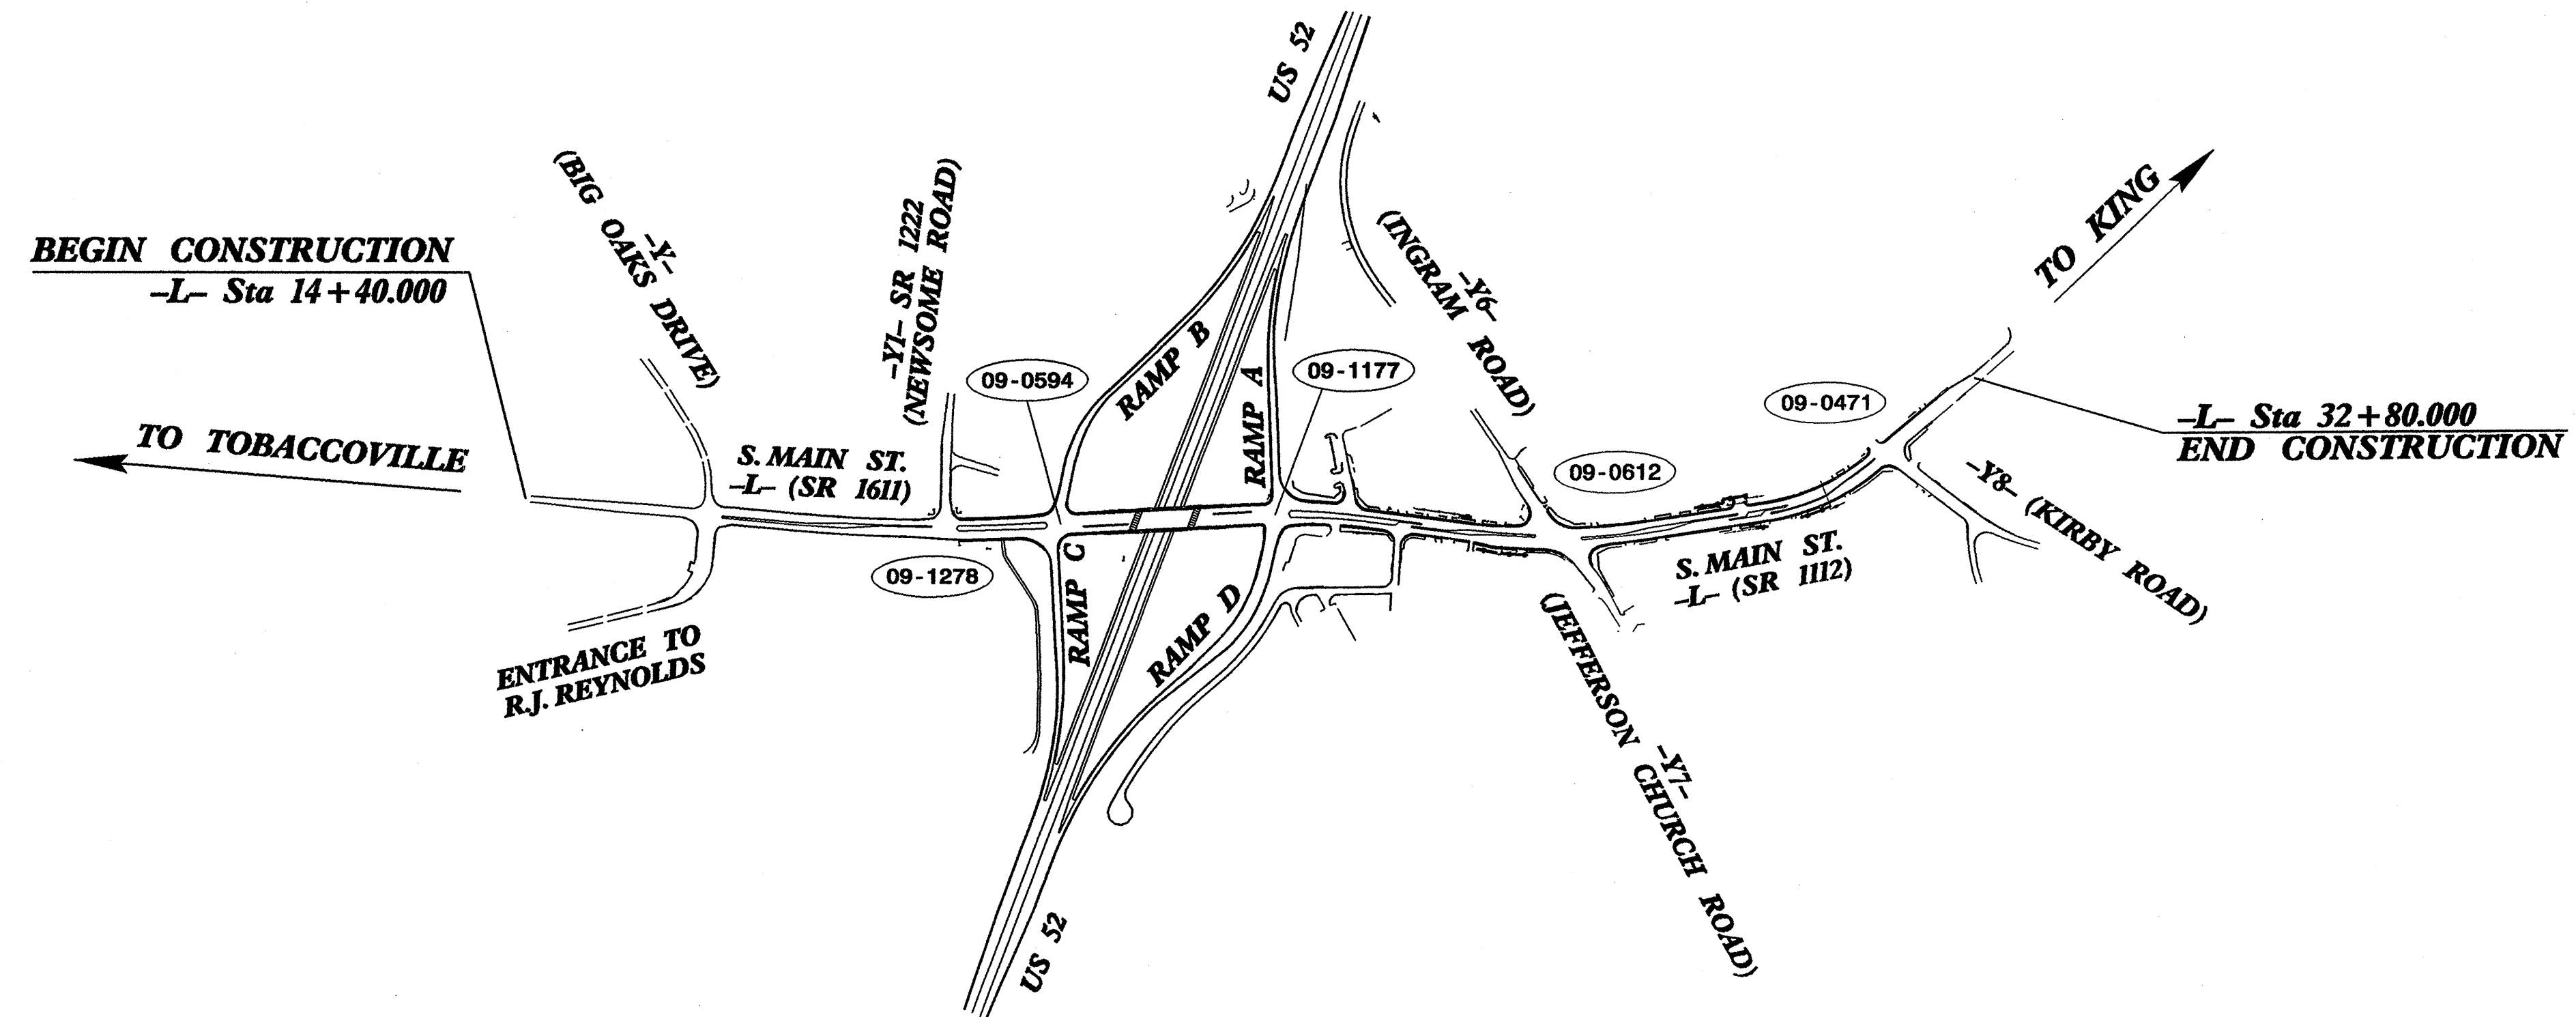 US 52
(BIG OAKS DRIVE)
-Y-
-Y1- SR 1222
(NEWSOME ROAD)
BEGIN CONSTRUCTION
-L- Sta 14+40.000
TO TOBACCOVILLE
S. MAIN ST.
-L- (SR 1611)
09-0594
RAMP B
RAMP A
09-1177
-Y6-
(INGRAM ROAD)
TO KING
09-0471
-L- Sta 32+80.000
END CONSTRUCTION
09-0612
-Y8- (KIRBY ROAD)
09-1278
RAMP C
RAMP D
S. MAIN ST.
-L- (SR 1112)
ENTRANCE TO
R.J. REYNOLDS
-Y7-
(JEFFERSON CHURCH ROAD)
US 52